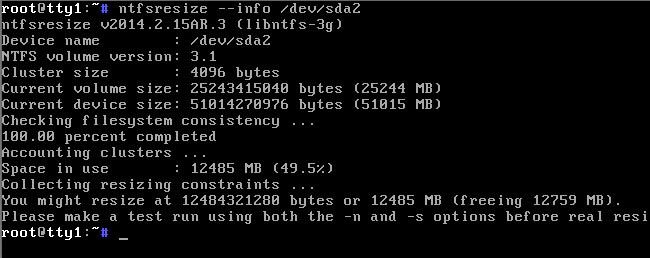 root@tty1:~# ntfsresize --info /dev/sda2
ntfsresize v2014.2.15AR.3 (libntfs-3g)
Device name        : /dev/sda2
NTFS volume version: 3.1
Cluster size       : 4096 bytes
Current volume size: 25243415040 bytes (25244 MB)
Current device size: 51014270976 bytes (51015 MB)
Checking filesystem consistency ...
100.00 percent completed
Accounting clusters ...
Space in use       : 12485 MB (49.5%)
Collecting resizing constraints ...
You might resize at 12484321280 bytes or 12485 MB (freeing 12759 MB).
Please make a test run using both the -n and -s options before real resi
root@tty1:~# _